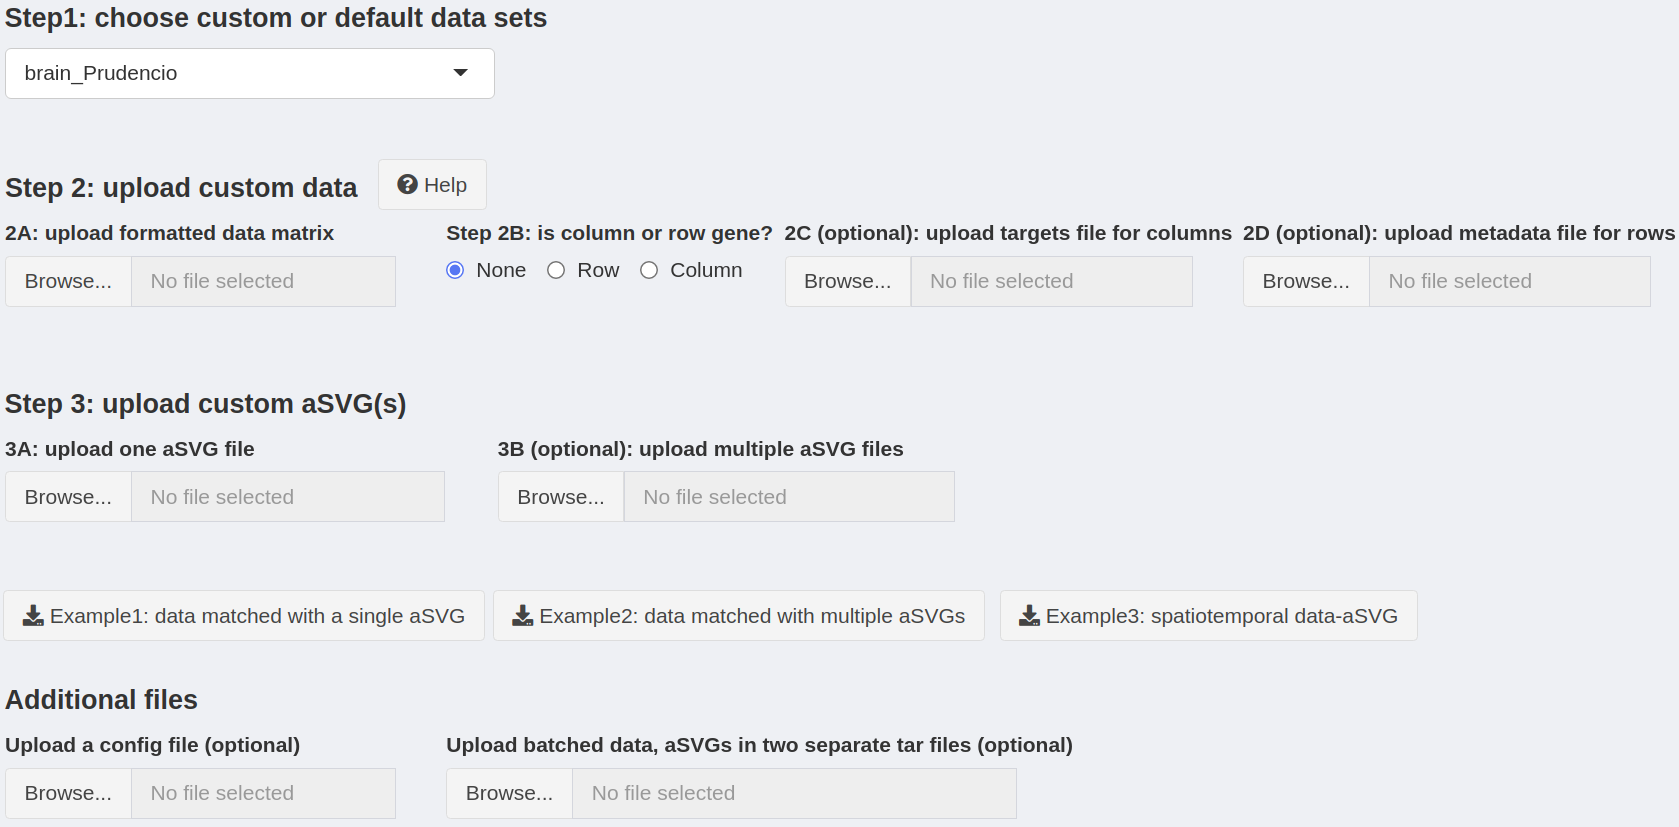 Step1: choose custom or default data sets
brain_Prudencio
Step 2: upload custom data
Help
2A: upload formatted data matrix
Browse... No file selected
Step 2B: is column or row gene?
None Row Column
2C (optional): upload targets file for columns
Browse... No file selected
2D (optional): upload metadata file for rows
Browse... No file selected
Step 3: upload custom aSVG(s)
3A: upload one aSVG file
Browse... No file selected
3B (optional): upload multiple aSVG files
Browse... No file selected
Example1: data matched with a single aSVG
Example2: data matched with multiple aSVGs
Example3: spatiotemporal data-aSVG
Additional files
Upload a config file (optional)
Browse... No file selected
Upload batched data, aSVGs in two separate tar files (optional)
Browse... No file selected